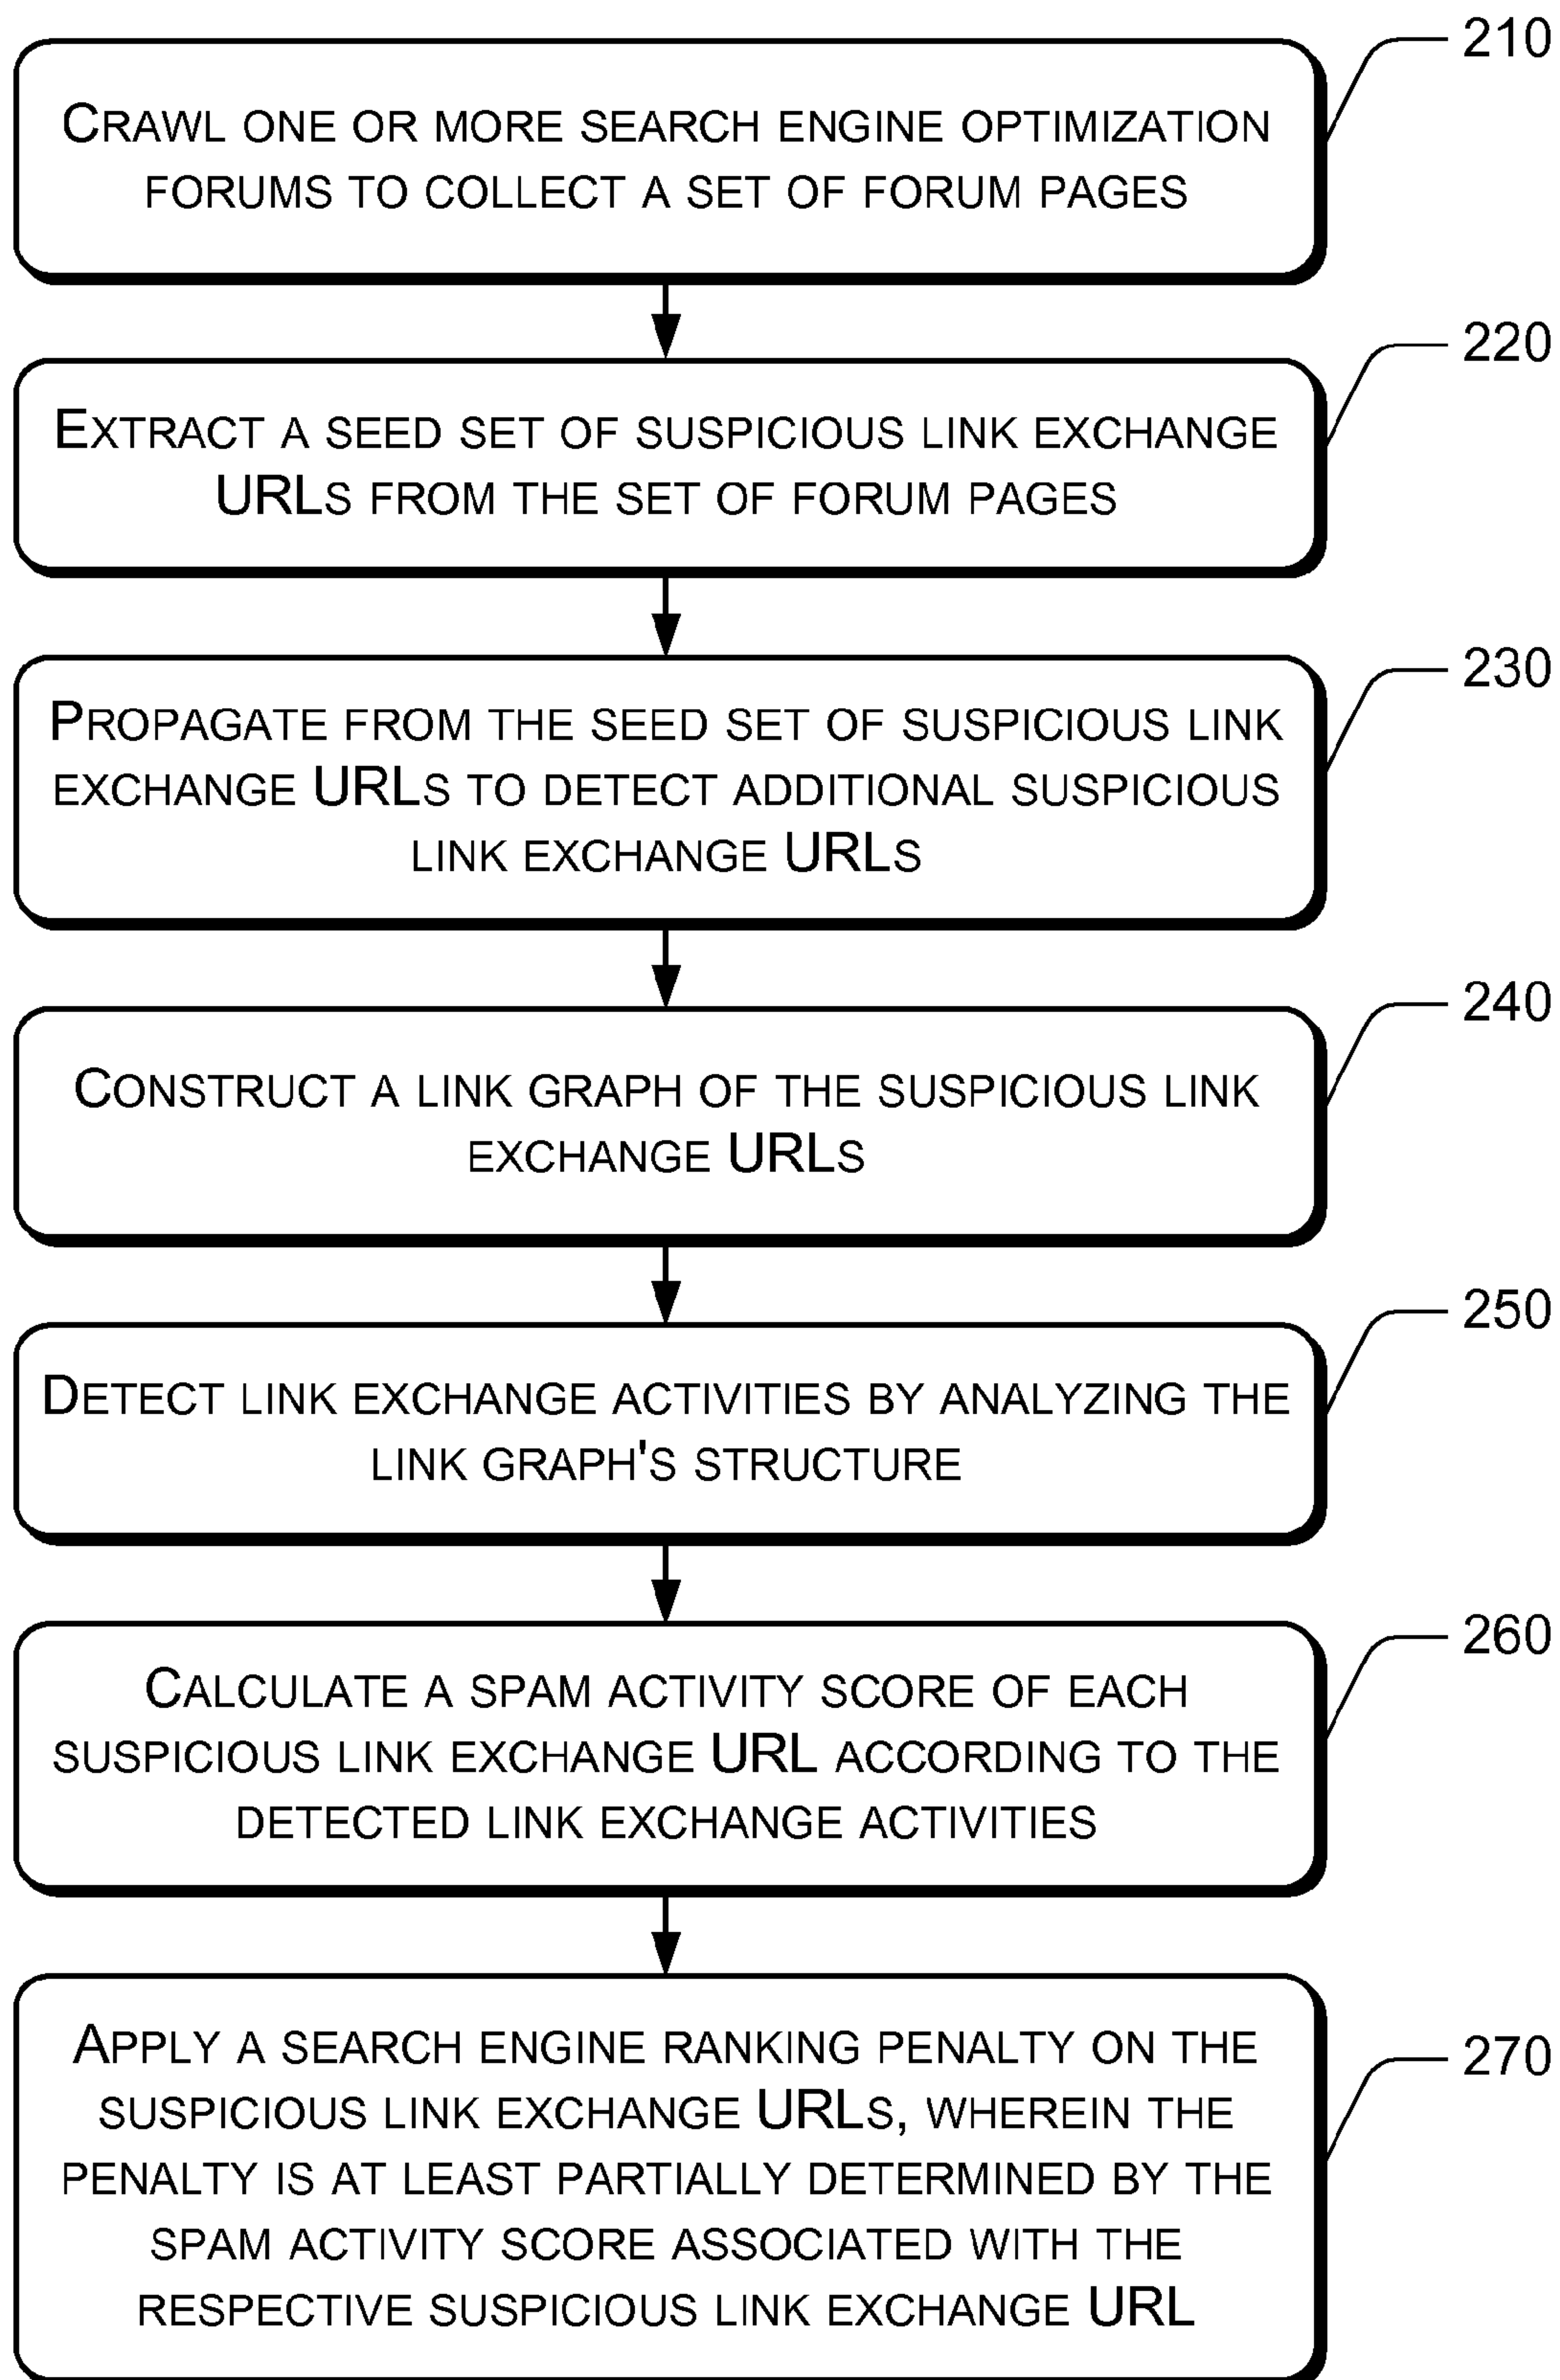 210
CRAWL ONE OR MORE SEARCH ENGINE OPTIMIZATION
FORUMS TO COLLECT A SET OF FORUM PAGES
220
EXTRACT A SEED SET OF SUSPICIOUS LINK EXCHANGE
URLS FROM THE SET OF FORUM PAGES
230
PROPAGATE FROM THE SEED SET OF SUSPICIOUS LINK
EXCHANGE URLS TO DETECT ADDITIONAL SUSPICIOUS
LINK EXCHANGE URLS
240
CONSTRUCT A LINK GRAPH OF THE SUSPICIOUS LINK
EXCHANGE URLS
250
DETECT LINK EXCHANGE ACTIVITIES BY ANALYZING THE
LINK GRAPH'S STRUCTURE
260
CALCULATE A SPAM ACTIVITY SCORE OF EACH
SUSPICIOUS LINK EXCHANGE URL ACCORDING TO THE
DETECTED LINK EXCHANGE ACTIVITIES
270
APPLY A SEARCH ENGINE RANKING PENALTY ON THE
SUSPICIOUS LINK EXCHANGE URLS, WHEREIN THE
PENALTY IS AT LEAST PARTIALLY DETERMINED BY THE
SPAM ACTIVITY SCORE ASSOCIATED WITH THE
RESPECTIVE SUSPICIOUS LINK EXCHANGE URL